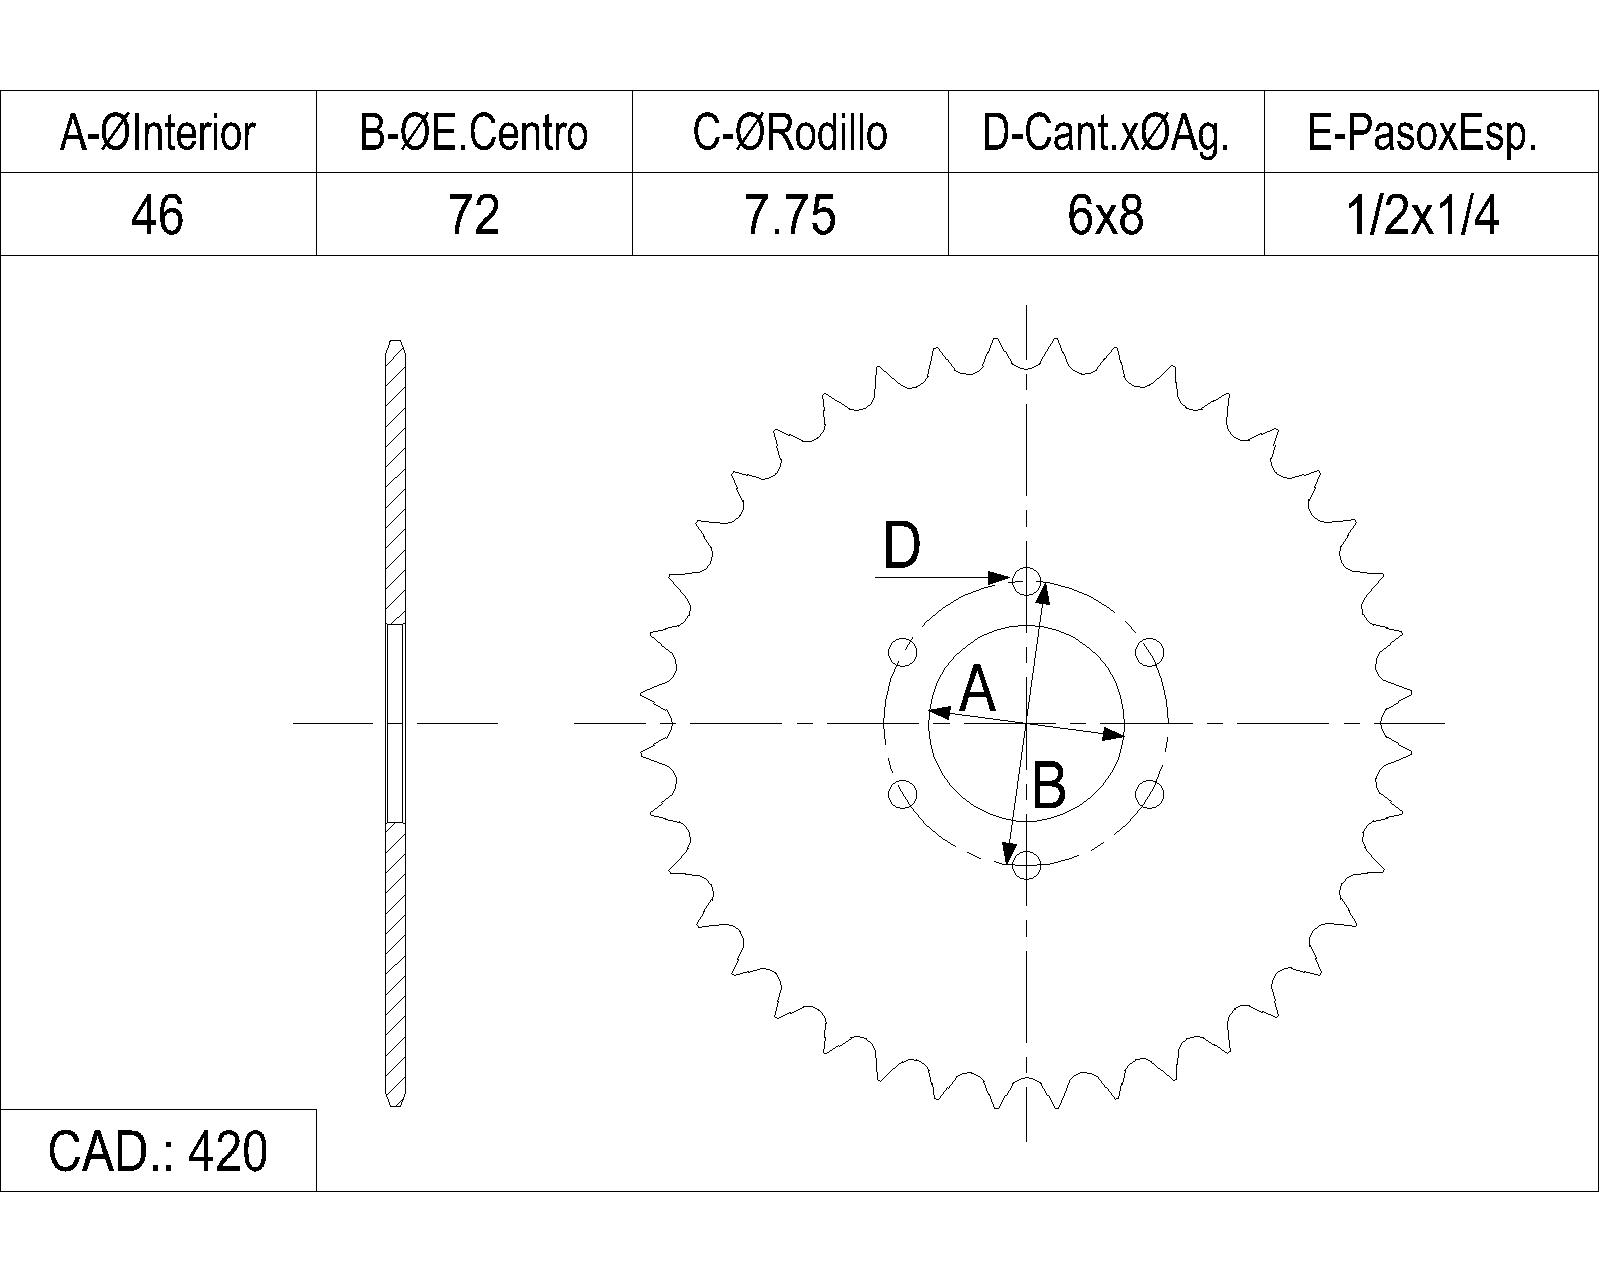 A-ØInterior B-ØE.Centro C-ØRodillo D-Cant.xØAg. E-PasoxEsp.
46 72 7.75 6x8 1/2x1/4
D
A
B
CAD.: 420